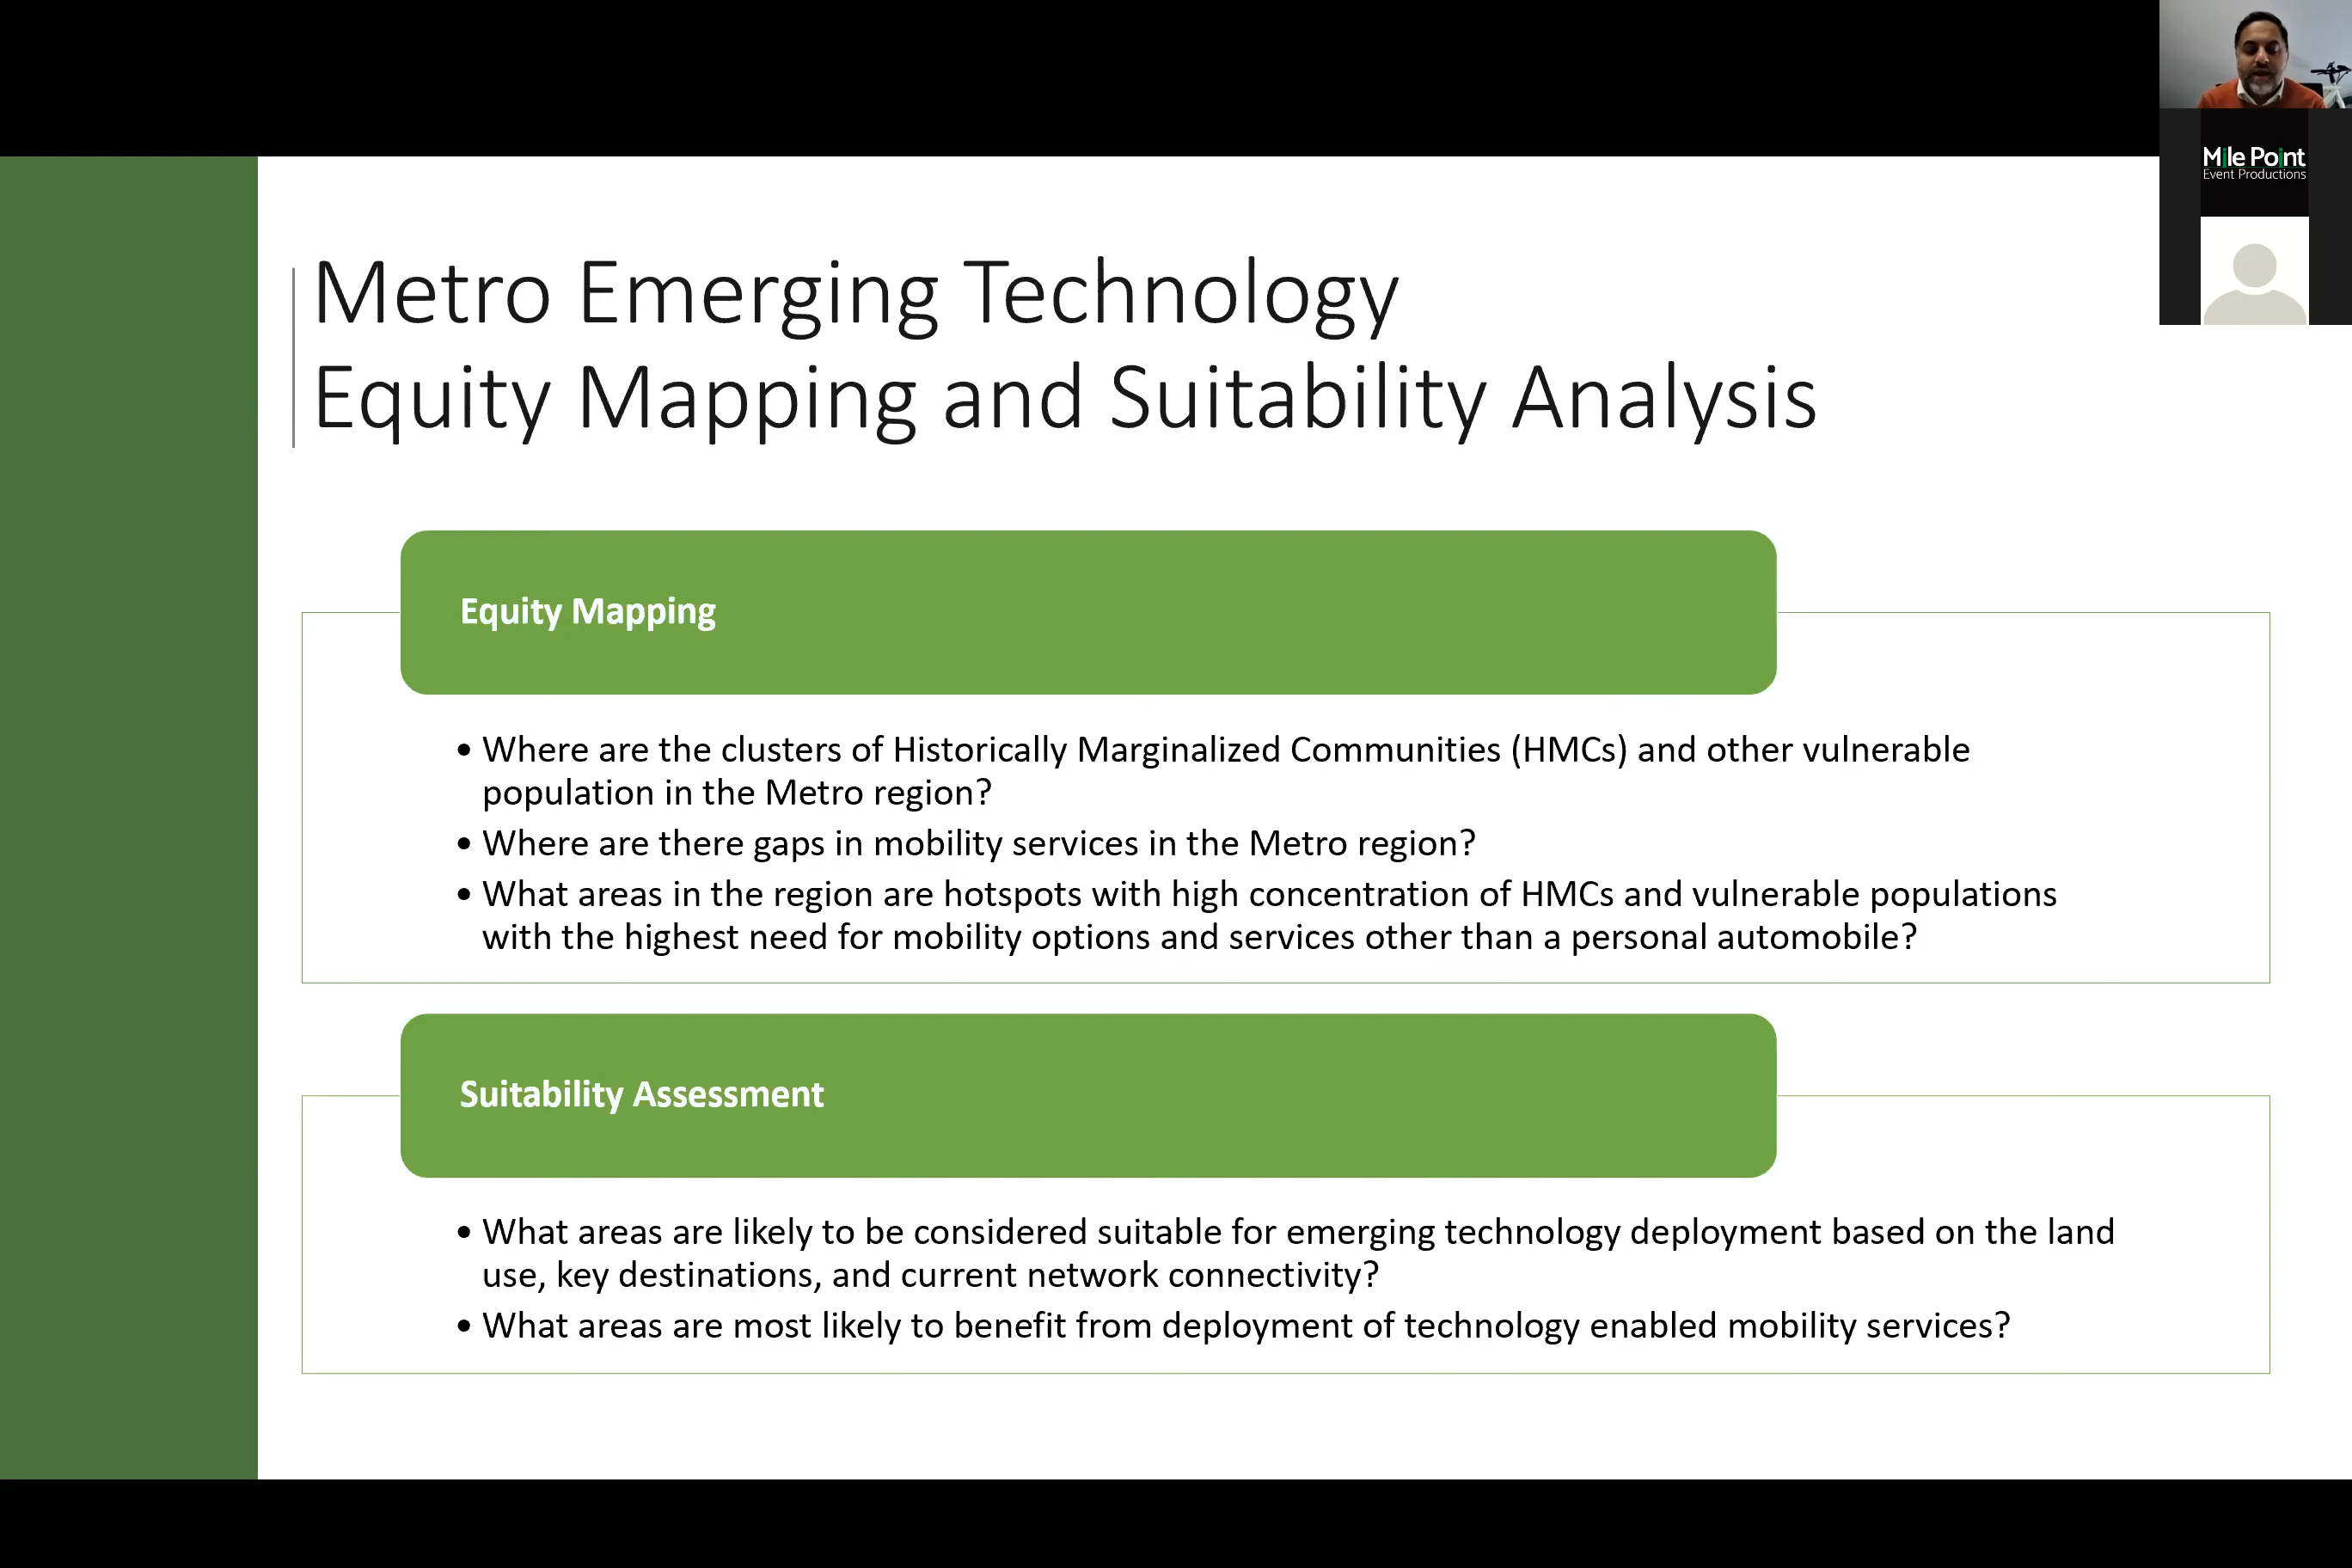 Mile Point
Event Productions
Metro Emerging Technology
Equity Mapping and Suitability Analysis
Equity Mapping
• Where are the clusters of Historically Marginalized Communities (HMCs) and other vulnerable
population in the Metro region?
• Where are there gaps in mobility services in the Metro region?
• What areas in the region are hotspots with high concentration of HMCs and vulnerable populations
with the highest need for mobility options and services other than a personal automobile?
Suitability Assessment
• What areas are likely to be considered suitable for emerging technology deployment based on the land
use, key destinations, and current network connectivity?
• What areas are most likely to benefit from deployment of technology enabled mobility services?